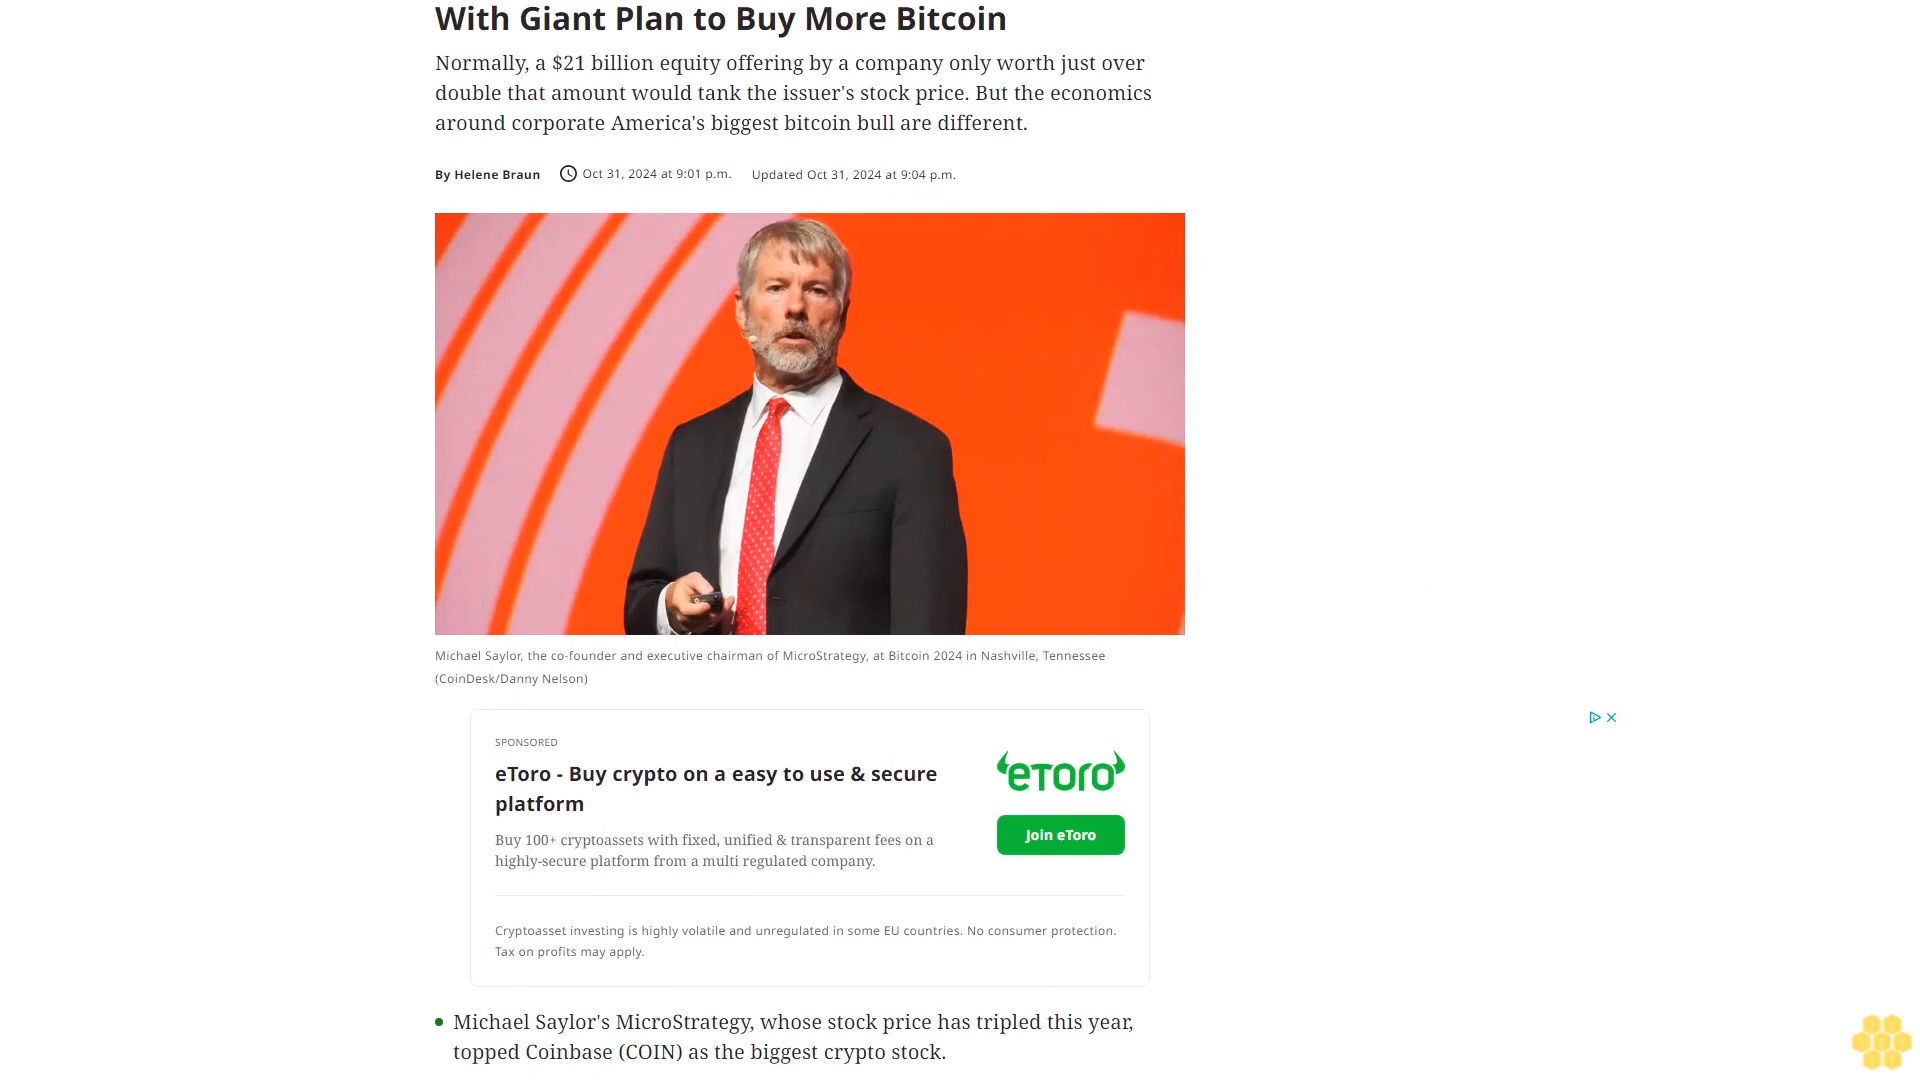 With Giant Plan to Buy More Bitcoin
Normally, a $21 billion equity offering by a company only worth just over
double that amount would tank the issuer's stock price. But the economics
around corporate America's biggest bitcoin bull are different.
By Helene Braun Oct 31, 2024 at 9:01 p.m. Updated Oct 31, 2024 at 9:04 p.m.
Michael Saylor, the co-founder and executive chairman of MicroStrategy, at Bitcoin 2024 in Nashville, Tennessee
(CoinDesk/Danny Nelson)
SPONSORED
eToro - Buy crypto on a easy to use & secure
platform
Buy 100+ cryptoassets with fixed, unified & transparent fees on a
highly-secure platform from a multi regulated company.
eToro
Join eToro
Cryptoasset investing is highly volatile and unregulated in some EU countries. No consumer protection.
Tax on profits may apply.
Michael Saylor's MicroStrategy, whose stock price has tripled this year,
topped Coinbase (COIN) as the biggest crypto stock.